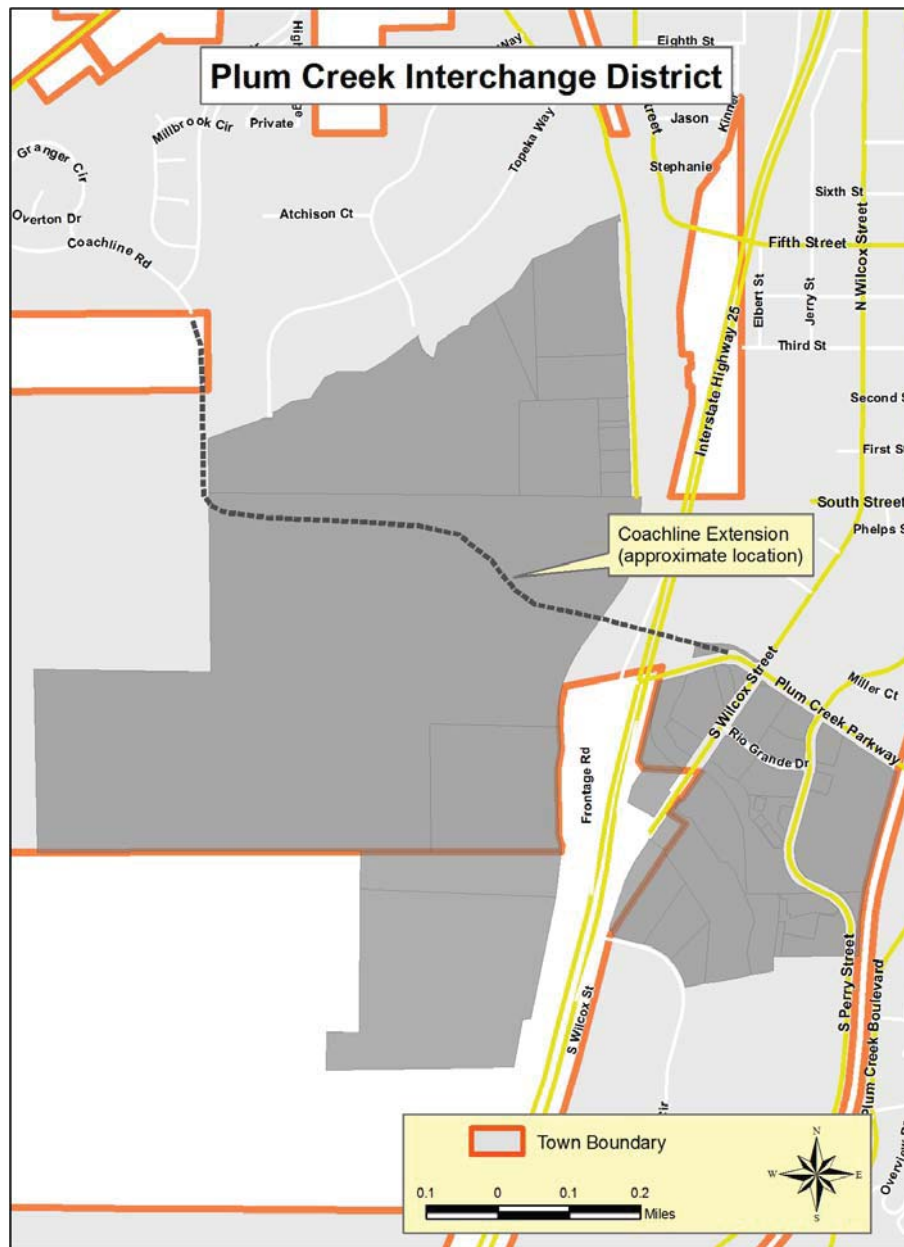 Plum Creek Interchange District
Eighth St
Way
Millbrook Cir
Private
Jason
Kinner
Granger Cir
Topeka Way
Stephanie
Sixth St
Overton Dr
Atchison Ct
Coachline Rd
Fifth Street
N Wilcox Street
Elbert St
Jerry St
Third St
Interstate Highway 25
Second S
First St
South Street
Phelps S
Coachline Extension
(approximate location)
Miller Ct
S Wilcox Street
Plum Creek Parkway
Rio Grande Dr
Frontage Rd
S Perry Street
Plum Creek Boulevard
S Wilcox St
Cir
Town Boundary
N
W E
S
0.1 0 0.1 0.2
Miles